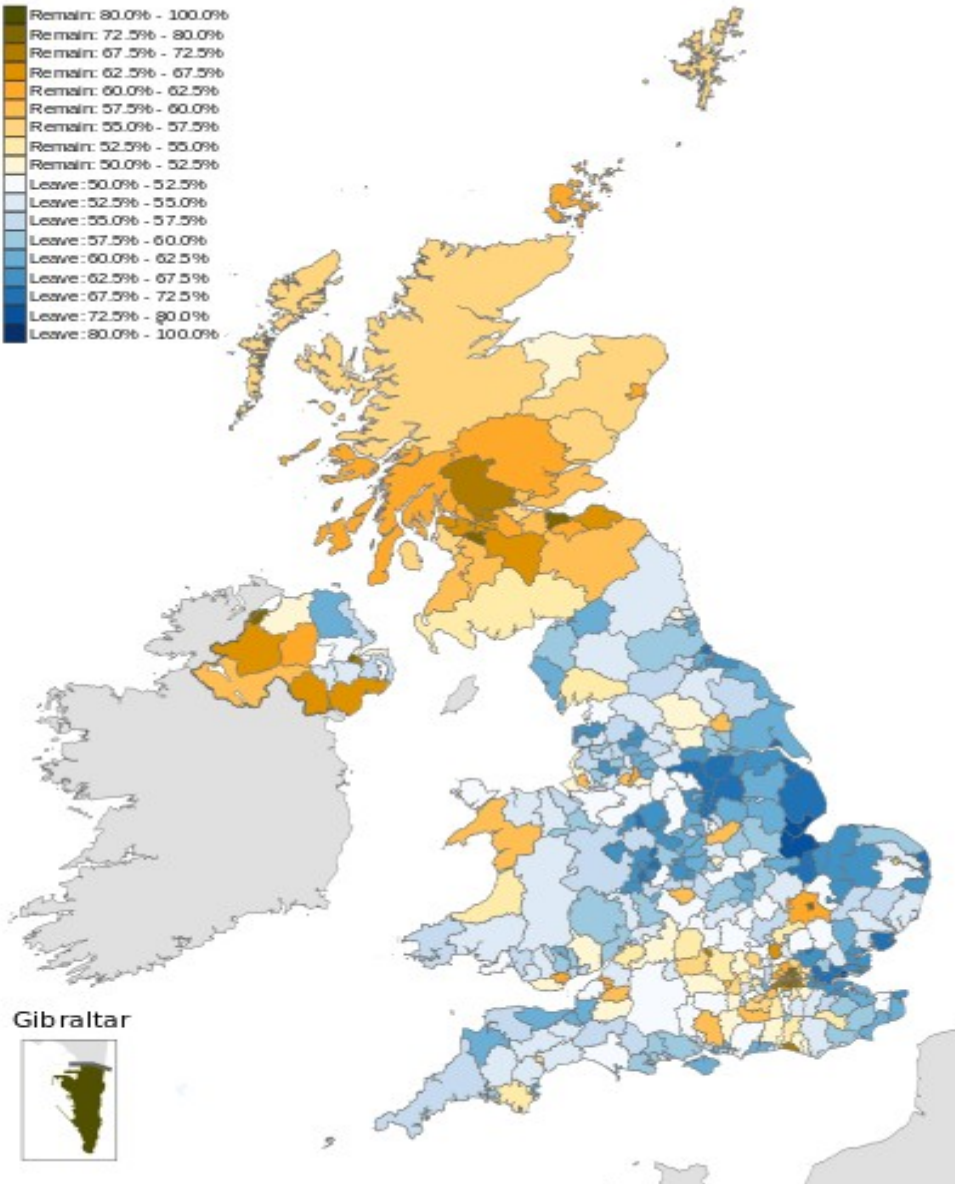 Remain: 80.0% - 100.0%
Remain: 72.5% - 80.0%
Remain: 67.5% - 72.5%
Remain: 62.5% - 67.5%
Remain: 60.0% - 62.5%
Remain: 57.5% - 60.0%
Remain: 55.0% - 57.5%
Remain: 52.5% - 55.0%
Remain: 50.0% - 52.5%
Leave: 50.0% - 52.5%
Leave: 52.5% - 55.0%
Leave: 55.0% - 57.5%
Leave: 57.5% - 60.0%
Leave: 60.0% - 62.5%
Leave: 62.5% - 67.5%
Leave: 67.5% - 72.5%
Leave: 72.5% - 80.0%
Leave: 80.0% - 100.0%
Gibraltar